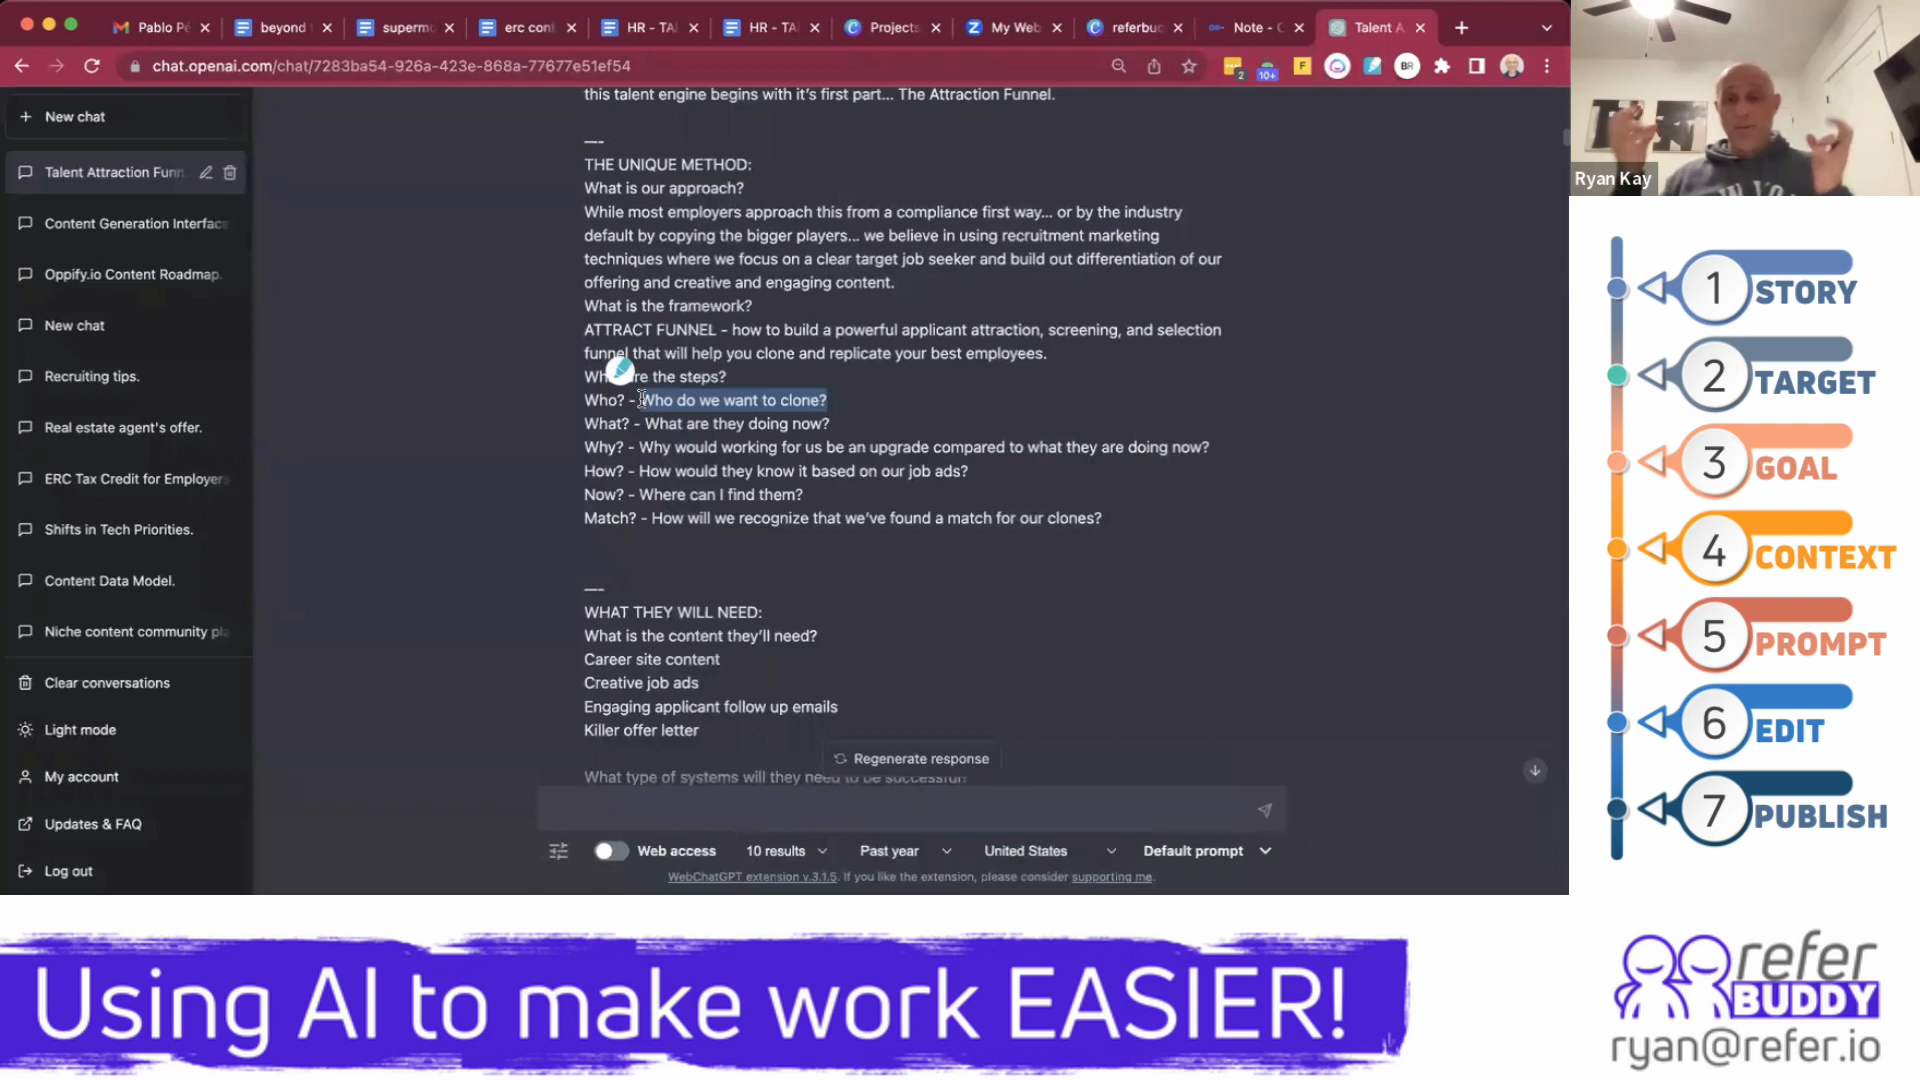 Pablo Pe
beyond
superm
erc cont
HR - TAL
HR - TAL
Projects
My Web
referbud
Note -
Talent A
chat.openai.com/chat/7283ba54-926a-423e-868a-77677e51ef54
2
10+
F
BR
New chat
Talent Attraction Funn
Content Generation Interface
Oppify.io Content Roadmap.
New chat
Recruiting tips.
Real estate agent's offer.
ERC Tax Credit for Employers
Shifts in Tech Priorities.
Content Data Model.
Niche content community pla
Clear conversations
Light mode
My account
Updates & FAQ
Log out
this talent engine begins with it's first part... The Attraction Funnel.
—-
THE UNIQUE METHOD:
What is our approach?
While most employers approach this from a compliance first way... or by the industry
default by copying the bigger players... we believe in using recruitment marketing
techniques where we focus on a clear target job seeker and build out differentiation of our
offering and creative and engaging content.
What is the framework?
ATTRACT FUNNEL - how to build a powerful applicant attraction, screening, and selection
funnel that will help you clone and replicate your best employees.
Wh re the steps?
Who? - Who do we want to clone?
What? - What are they doing now?
Why? - Why would working for us be an upgrade compared to what they are doing now?
How? - How would they know it based on our job ads?
Now? - Where can I find them?
Match? - How will we recognize that we've found a match for our clones?
—-
WHAT THEY WILL NEED:
What is the content they'll need?
Career site content
Creative job ads
Engaging applicant follow up emails
Killer offer letter
Regenerate response
What type of systems will they need to be successful?
Web access
10 results
Past year
United States
Default prompt
WebChatGPT extension v.3.1.5. If you like the extension, please consider supporting me.
Ryan Kay
1 STORY
2 TARGET
3 GOAL
4 CONTEXT
5 PROMPT
6 EDIT
7 PUBLISH
Using AI to make work EASIER!
refer
BUDDY
ryan@refer.io